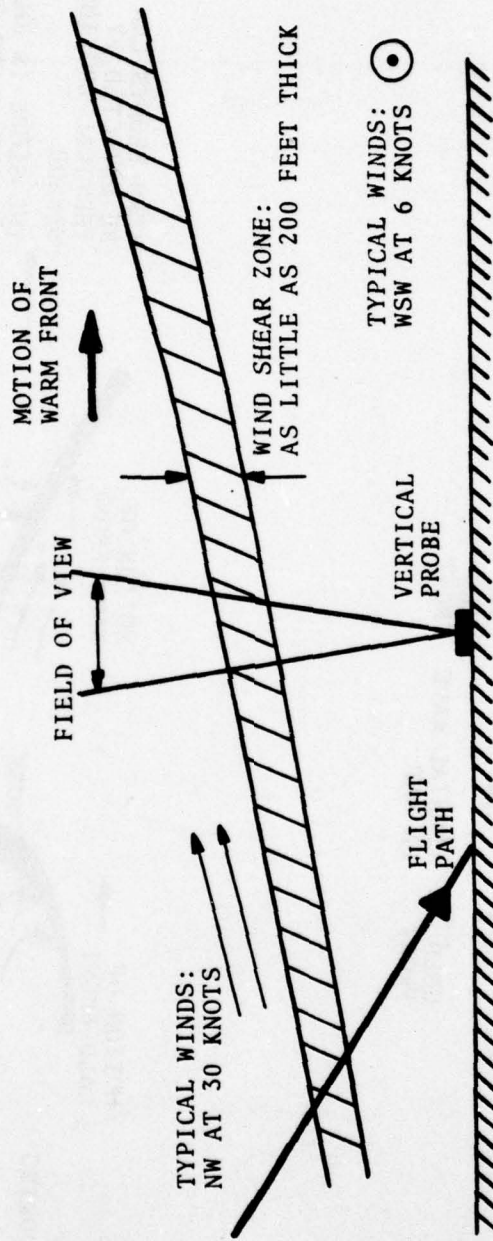 MOTION OF
WARM FRONT
FIELD OF VIEW
TYPICAL WINDS:
NW AT 30 KNOTS
WIND SHEAR ZONE:
AS LITTLE AS 200 FEET THICK
TYPICAL WINDS:
WSW AT 6 KNOTS
VERTICAL
PROBE
FLIGHT
PATH